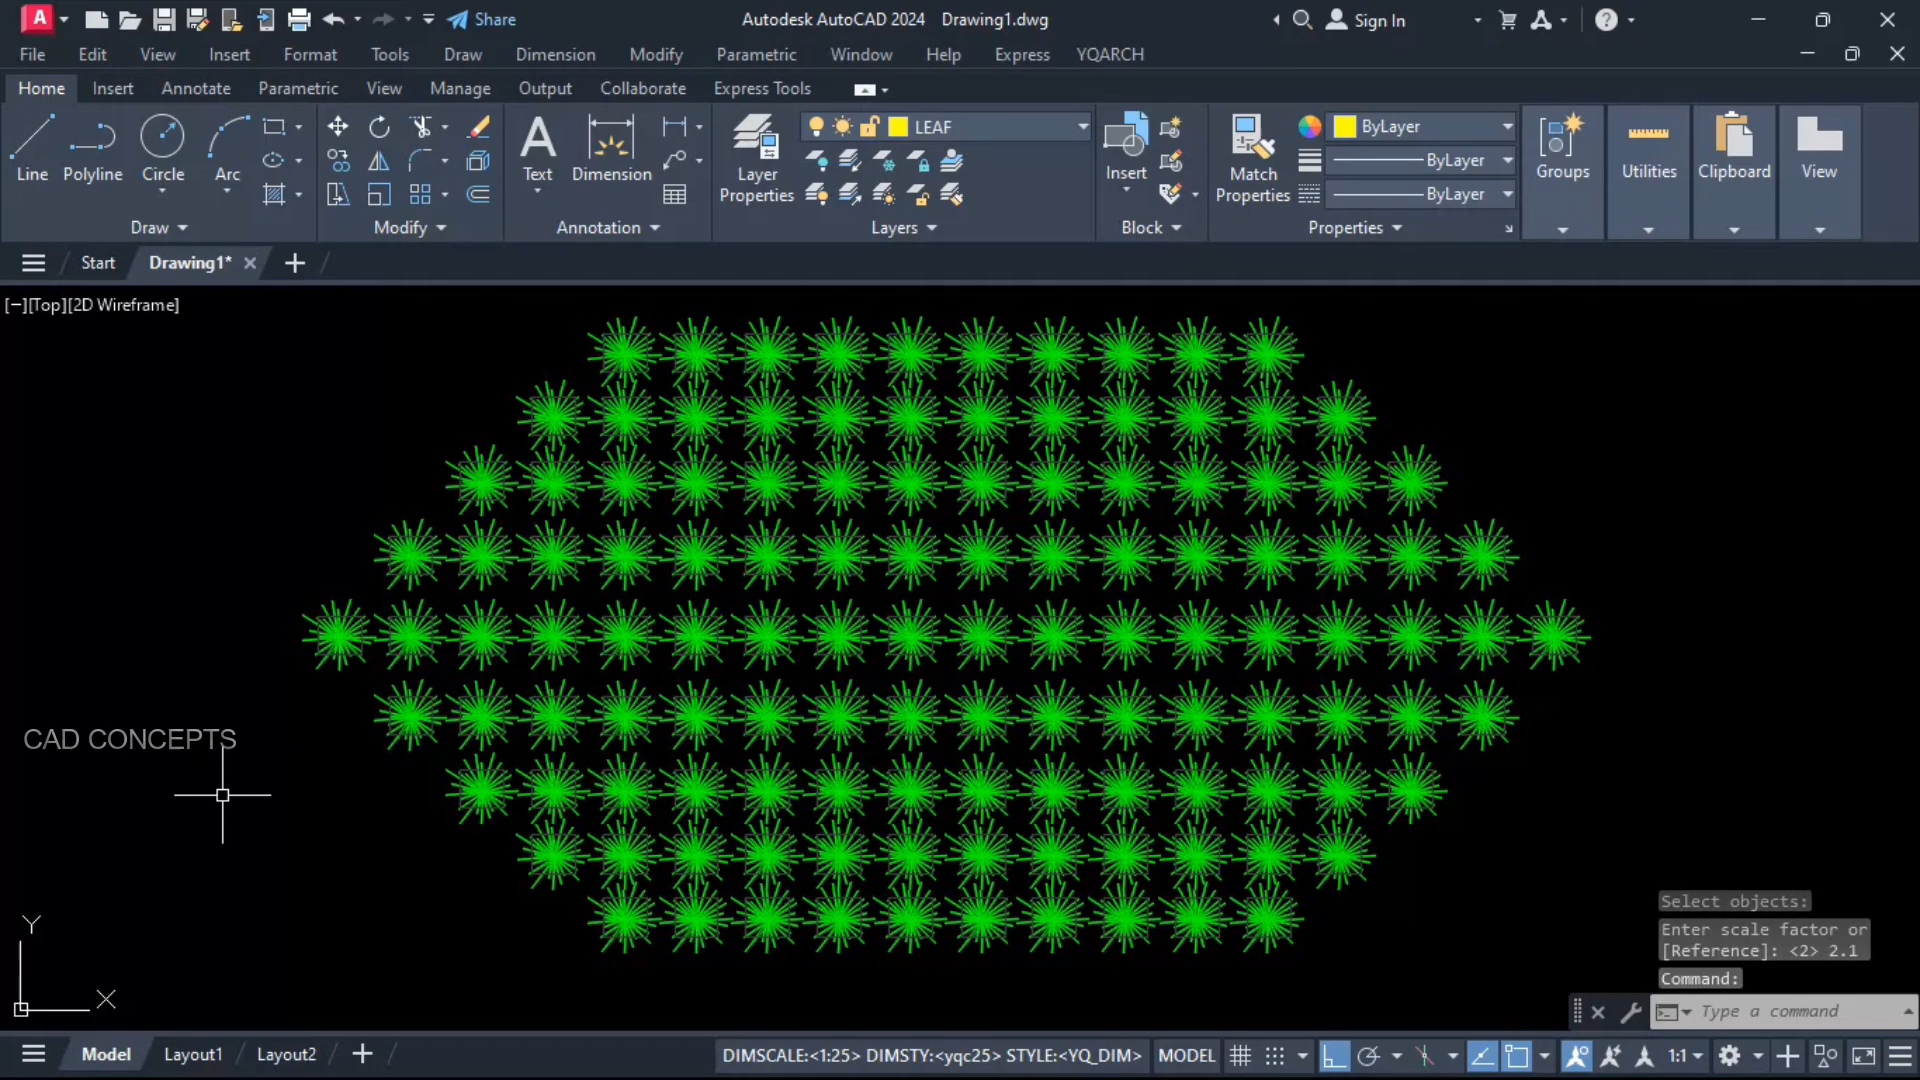 A Share Autodesk AutoCAD 2024 Drawing1.dwg Sign In ?
File Edit View Insert Format Tools Draw Dimension Modify Parametric Window Help Express YQARCH
Home Insert Annotate Parametric View Manage Output Collaborate Express Tools
LEAF ByLayer
ByLayer
ByLayer
Line Polyline Circle Arc
A Text Dimension
Layer Properties
Insert
Match Properties
Groups Utilities Clipboard View
Draw Modify Annotation Layers Block Properties
Start Drawing1* +
[−][Top][2D Wireframe]
CAD CONCEPTS
Y
X
Select objects:
Enter scale factor or
[Reference]: <2> 2.1
Command:
Type a command
Model Layout1 Layout2 + DIMSCALE:<1:25> DIMSTY:<yqc25> STYLE:<YQ_DIM> MODEL 1:1